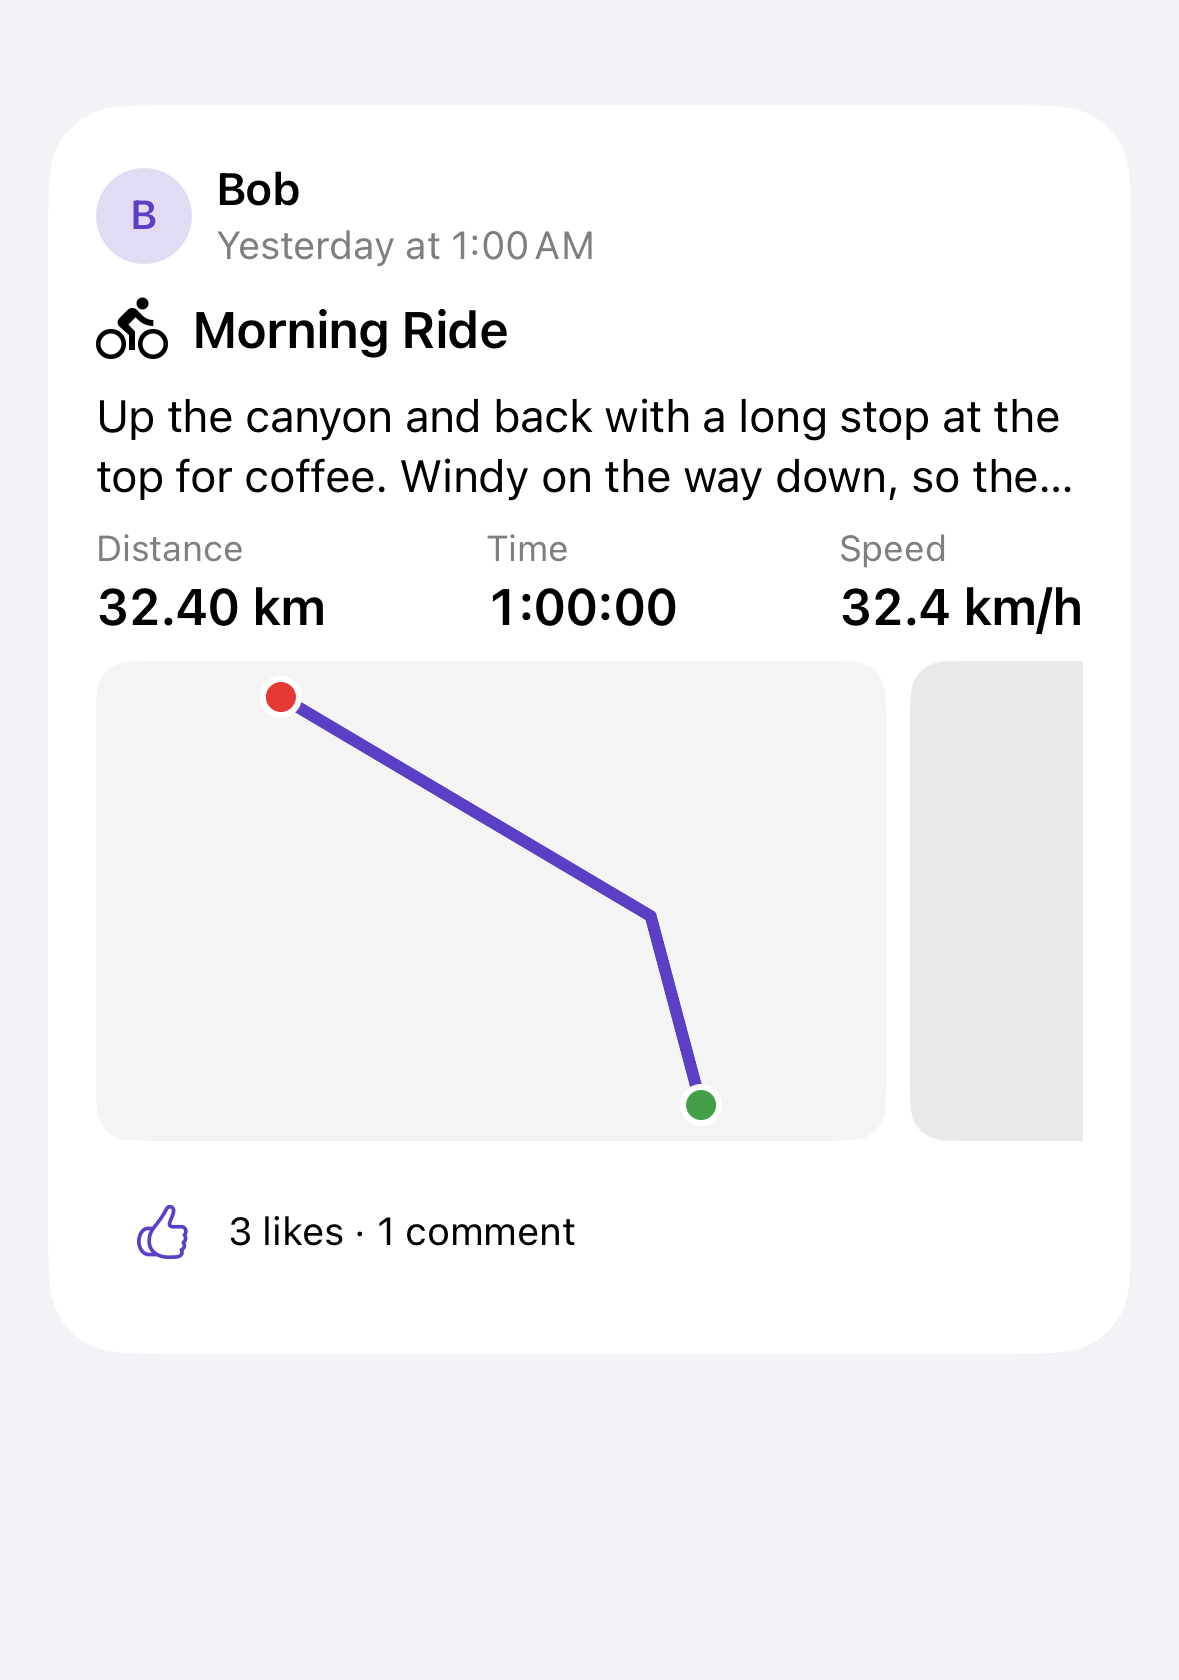 B
Bob
Yesterday at 1:00 AM
Morning Ride
Up the canyon and back with a long stop at the
top for coffee. Windy on the way down, so the...
Distance
Time
Speed
32.40 km
1:00:00
32.4 km/h
3 likes · 1 comment